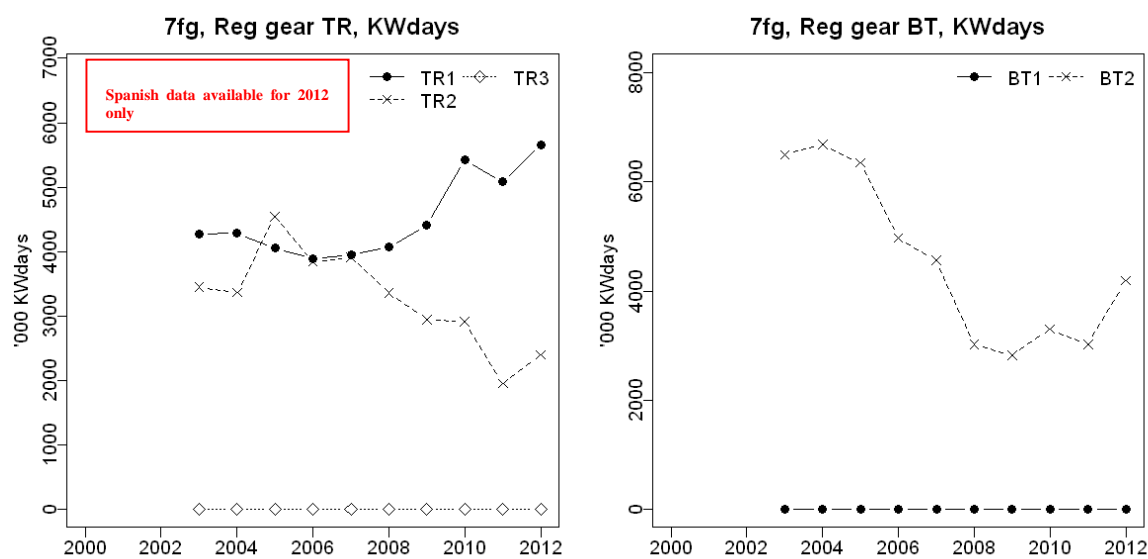 7fg, Reg gear TR, KWdays
Spanish data available for 2012
only
TR1
TR2
TR3
'000 KWdays
7000
6000
5000
4000
3000
2000
1000
0
2000 2002 2004 2006 2008 2010 2012
7fg, Reg gear BT, KWdays
BT1 BT2
'000 KWdays
8000
6000
4000
2000
0
2000 2002 2004 2006 2008 2010 2012